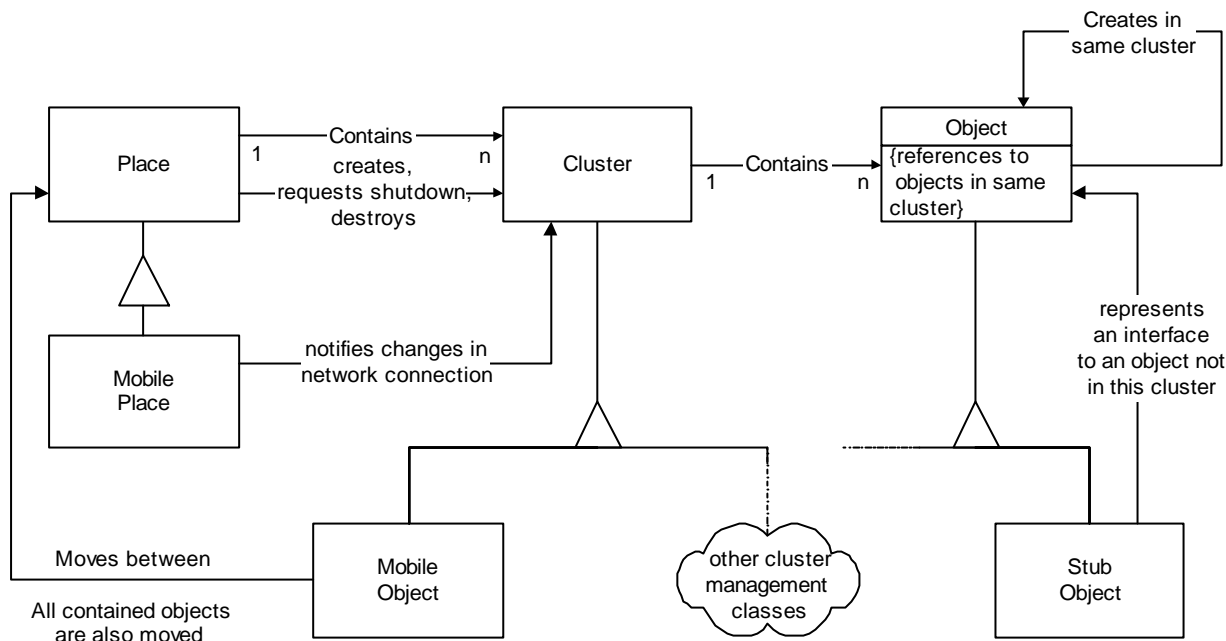 Creates in
same cluster
Place
Contains
1
n
creates,
requests shutdown,
destroys
Cluster
Contains
1
n
Object
{references to
objects in same
cluster}
Mobile
Place
notifies changes in
network connection
represents
an interface
to an object not
in this cluster
Moves between
All contained objects
are also moved
Mobile
Object
other cluster
management
classes
Stub
Object